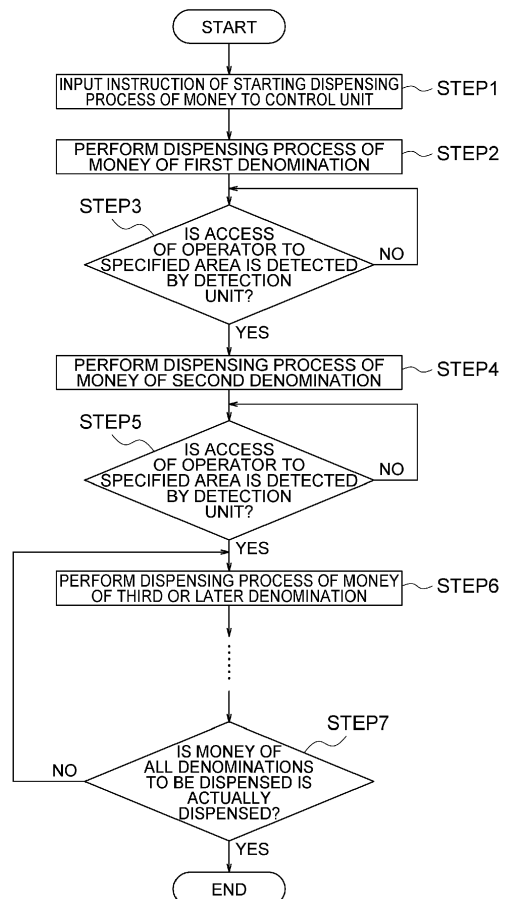 START
INPUT INSTRUCTION OF STARTING DISPENSING
PROCESS OF MONEY TO CONTROL UNIT
STEP1
PERFORM DISPENSING PROCESS OF
MONEY OF FIRST DENOMINATION
STEP2
STEP3
IS ACCESS
OF OPERATOR TO
SPECIFIED AREA IS DETECTED
BY DETECTION
UNIT?
NO
YES
PERFORM DISPENSING PROCESS OF
MONEY OF SECOND DENOMINATION
STEP4
STEP5
IS ACCESS
OF OPERATOR TO
SPECIFIED AREA IS DETECTED
BY DETECTION
UNIT?
NO
YES
PERFORM DISPENSING PROCESS OF MONEY
OF THIRD OR LATER DENOMINATION
STEP6
STEP7
IS MONEY OF
ALL DENOMINATIONS
TO BE DISPENSED IS
ACTUALLY
DISPENSED?
NO
YES
END